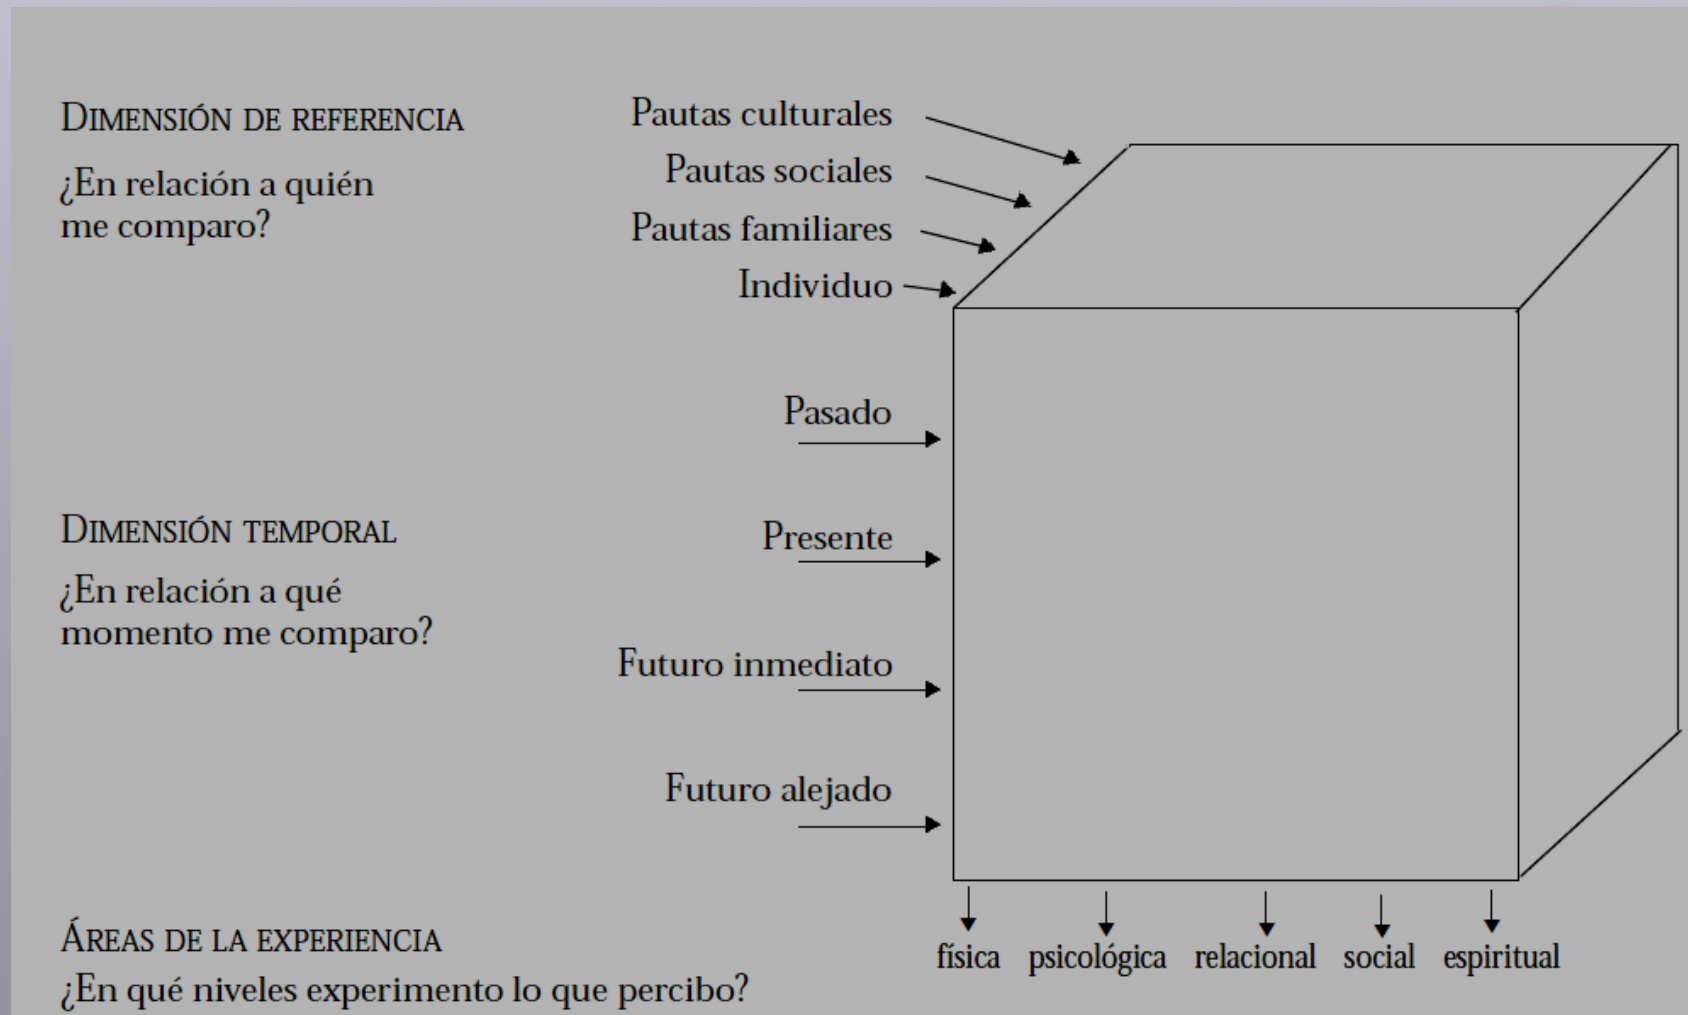 DIMENSIÓN DE REFERENCIA
¿En relación a quién
me comparo?
Pautas culturales
Pautas sociales
Pautas familiares
Individuo
Pasado
DIMENSIÓN TEMPORAL
¿En relación a qué
momento me comparo?
Presente
Futuro inmediato
Futuro alejado
ÁREAS DE LA EXPERIENCIA
¿En qué niveles experimento lo que percibo?
física psicológica relacional social espiritual